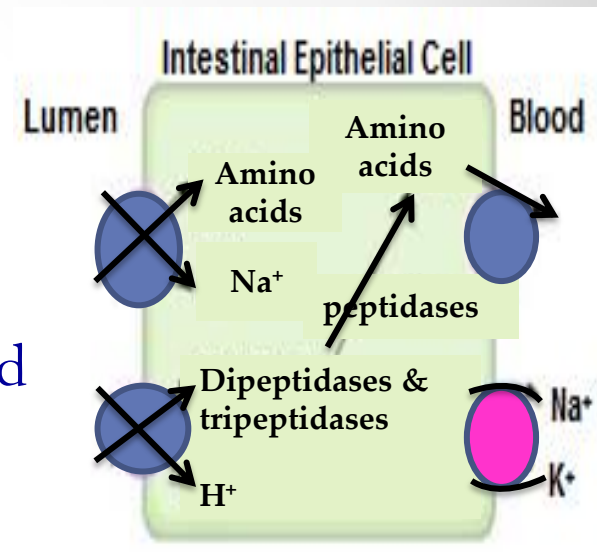 Intestinal Epithelial Cell
Lumen
Blood
Amino
acids
Amino
acids
Na⁺
peptidases
d
Dipeptidases &
tripeptidases
H⁺
Na⁺
K⁺